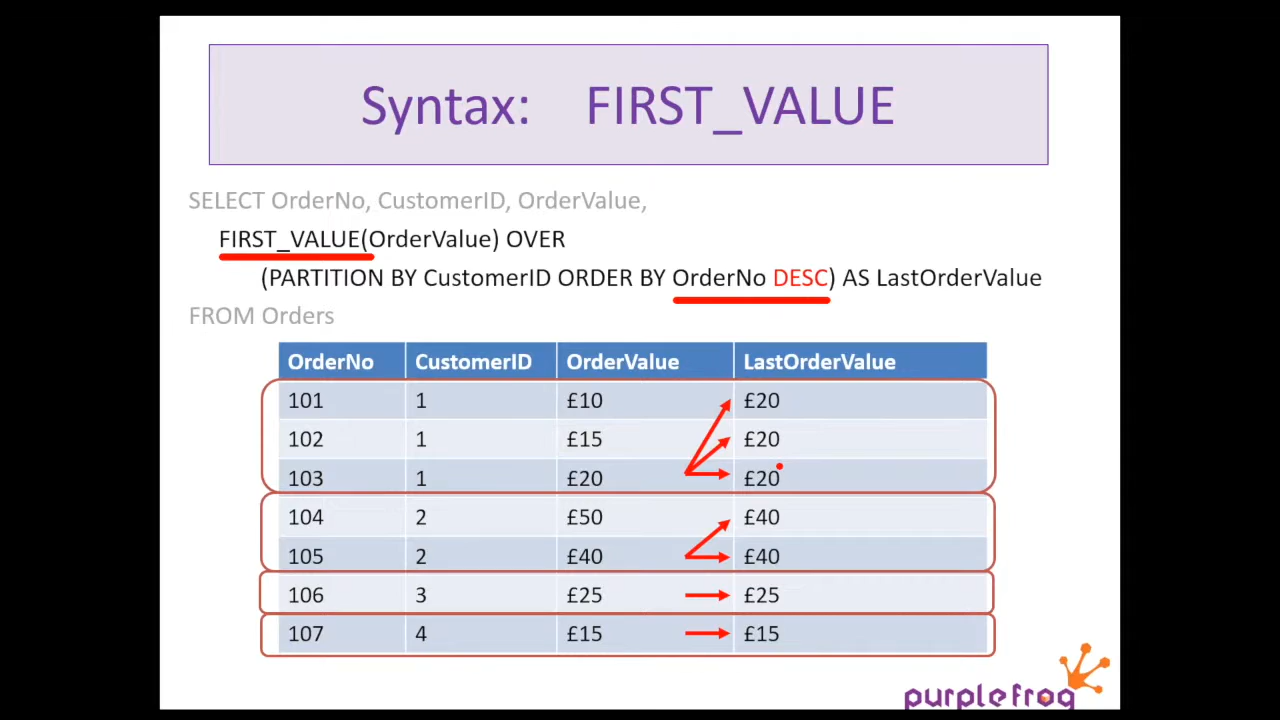 Syntax: FIRST_VALUE
SELECT OrderNo, CustomerID, OrderValue,
FIRST_VALUE(OrderValue) OVER
(PARTITION BY CustomerID ORDER BY OrderNo DESC) AS LastOrderValue
FROM Orders
OrderNo CustomerID OrderValue LastOrderValue
101 1 £10 £20
102 1 £15 £20
103 1 £20 £20
104 2 £50 £40
105 2 £40 £40
106 3 £25 £25
107 4 £15 £15
purplefrog